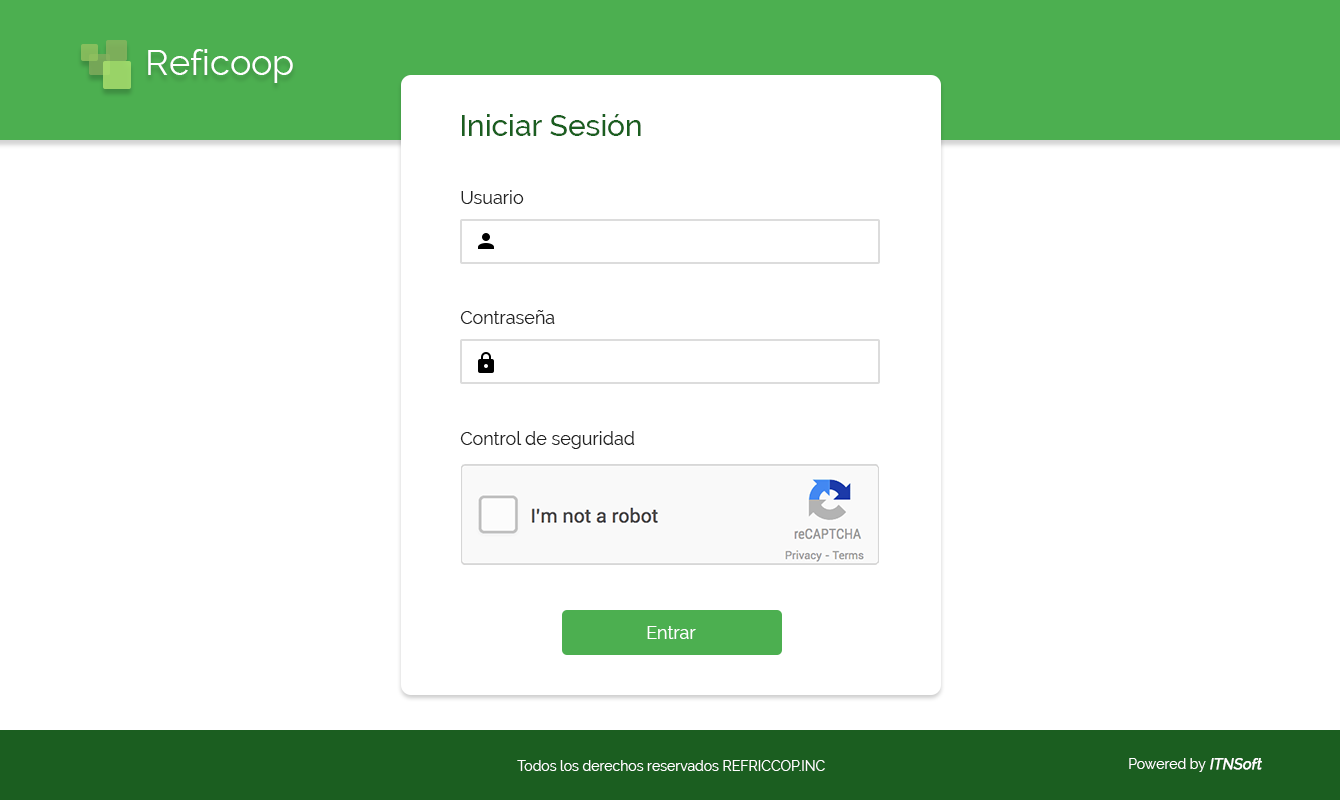 Reficoop
Iniciar Sesión
Usuario
Contraseña
Control de seguridad
I'm not a robot
reCAPTCHA
Privacy - Terms
Entrar
Todos los derechos reservados REFRICCOP.INC
Powered by ITNSoft